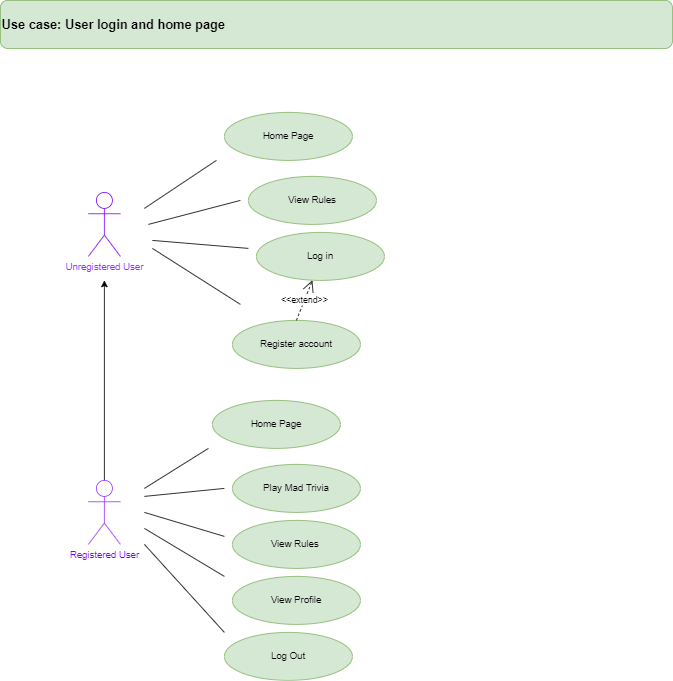 Use case: User login and home page
Home Page
View Rules
Unregistered User
Log in
<<extend>>
Register account
Home Page
Play Mad Trivia
View Rules
Registered User
View Profile
Log Out